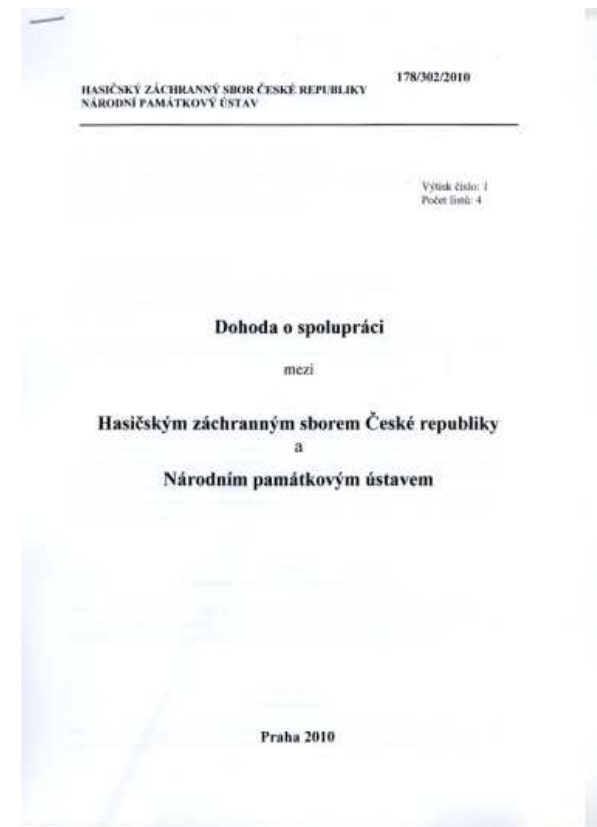 178/302/2010
HASIČSKÝ ZÁCHRANNÝ SBOR ČESKÉ REPUBLIKY
NÁRODNÍ PAMÁTKOVÝ ÚSTAV
Výtisk číslo: 1
Počet listů: 4
Dohoda o spolupráci
mezi
Hasičským záchranným sborem České republiky
a
Národním památkovým ústavem
Praha 2010